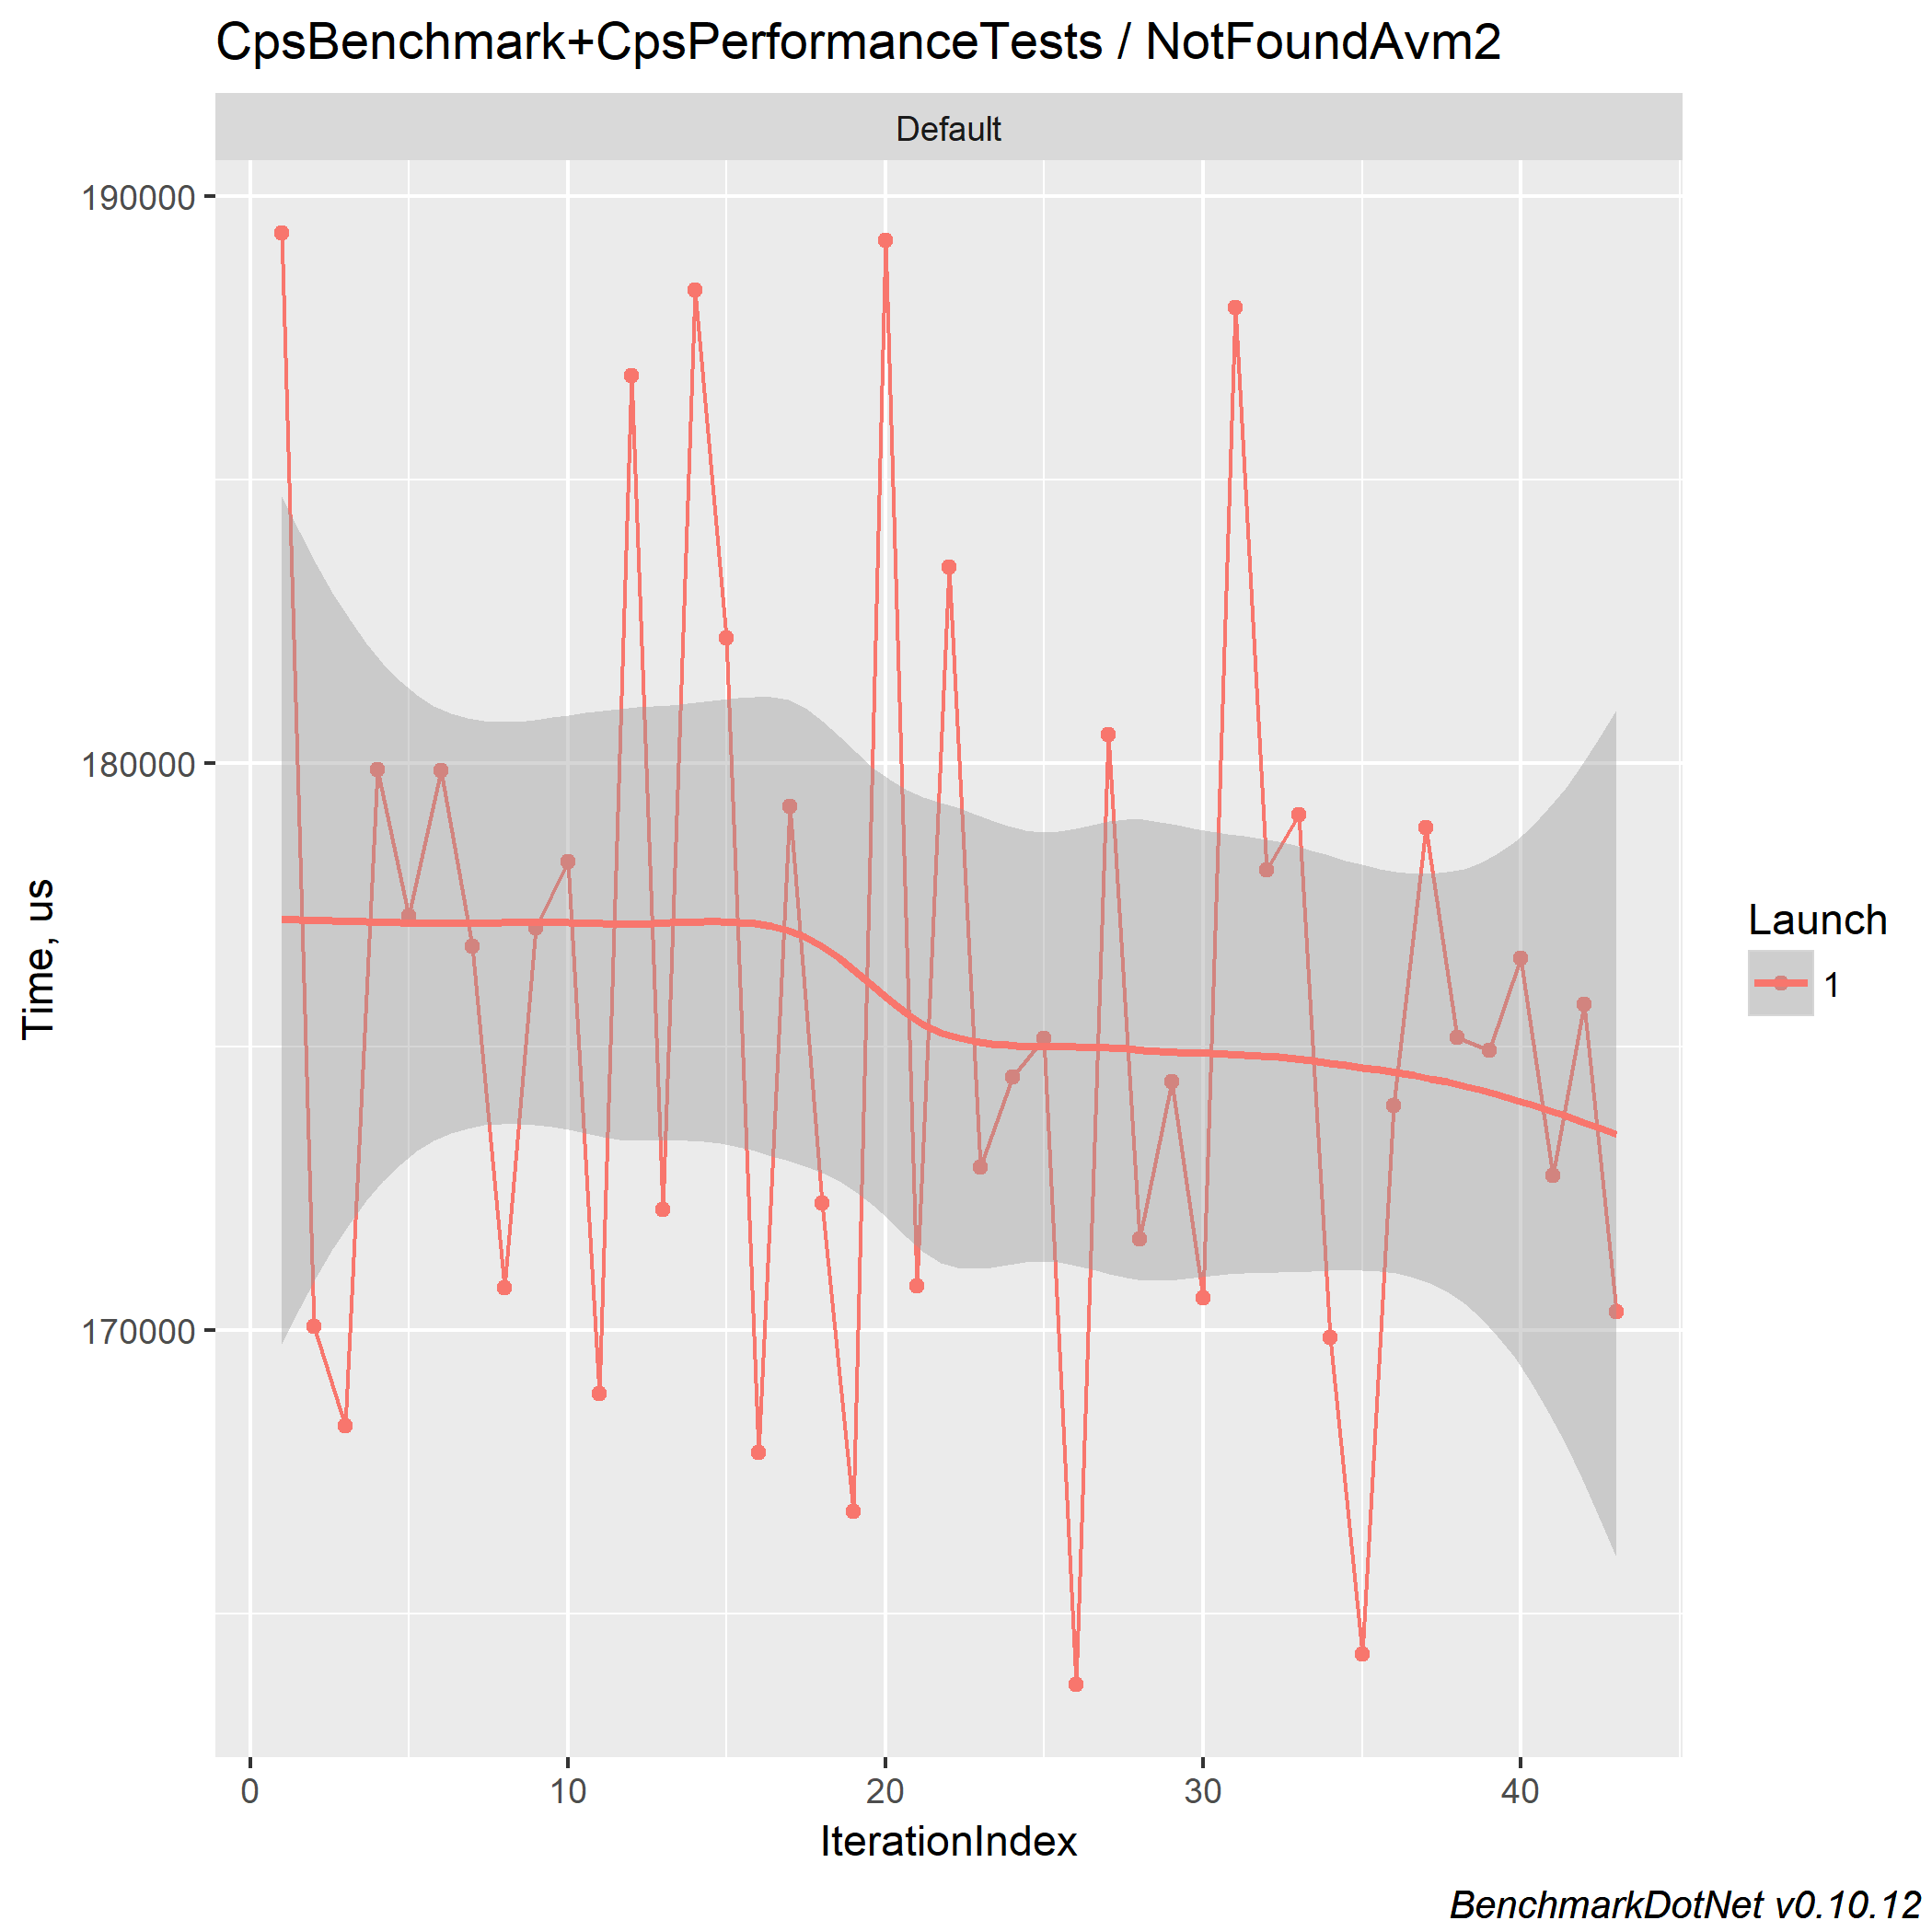 CpsBenchmark+CpsPerformanceTests / NotFoundAvm2
Default
190000
180000
170000
Time, us
0 10 20 30 40
IterationIndex
Launch
1
BenchmarkDotNet v0.10.12